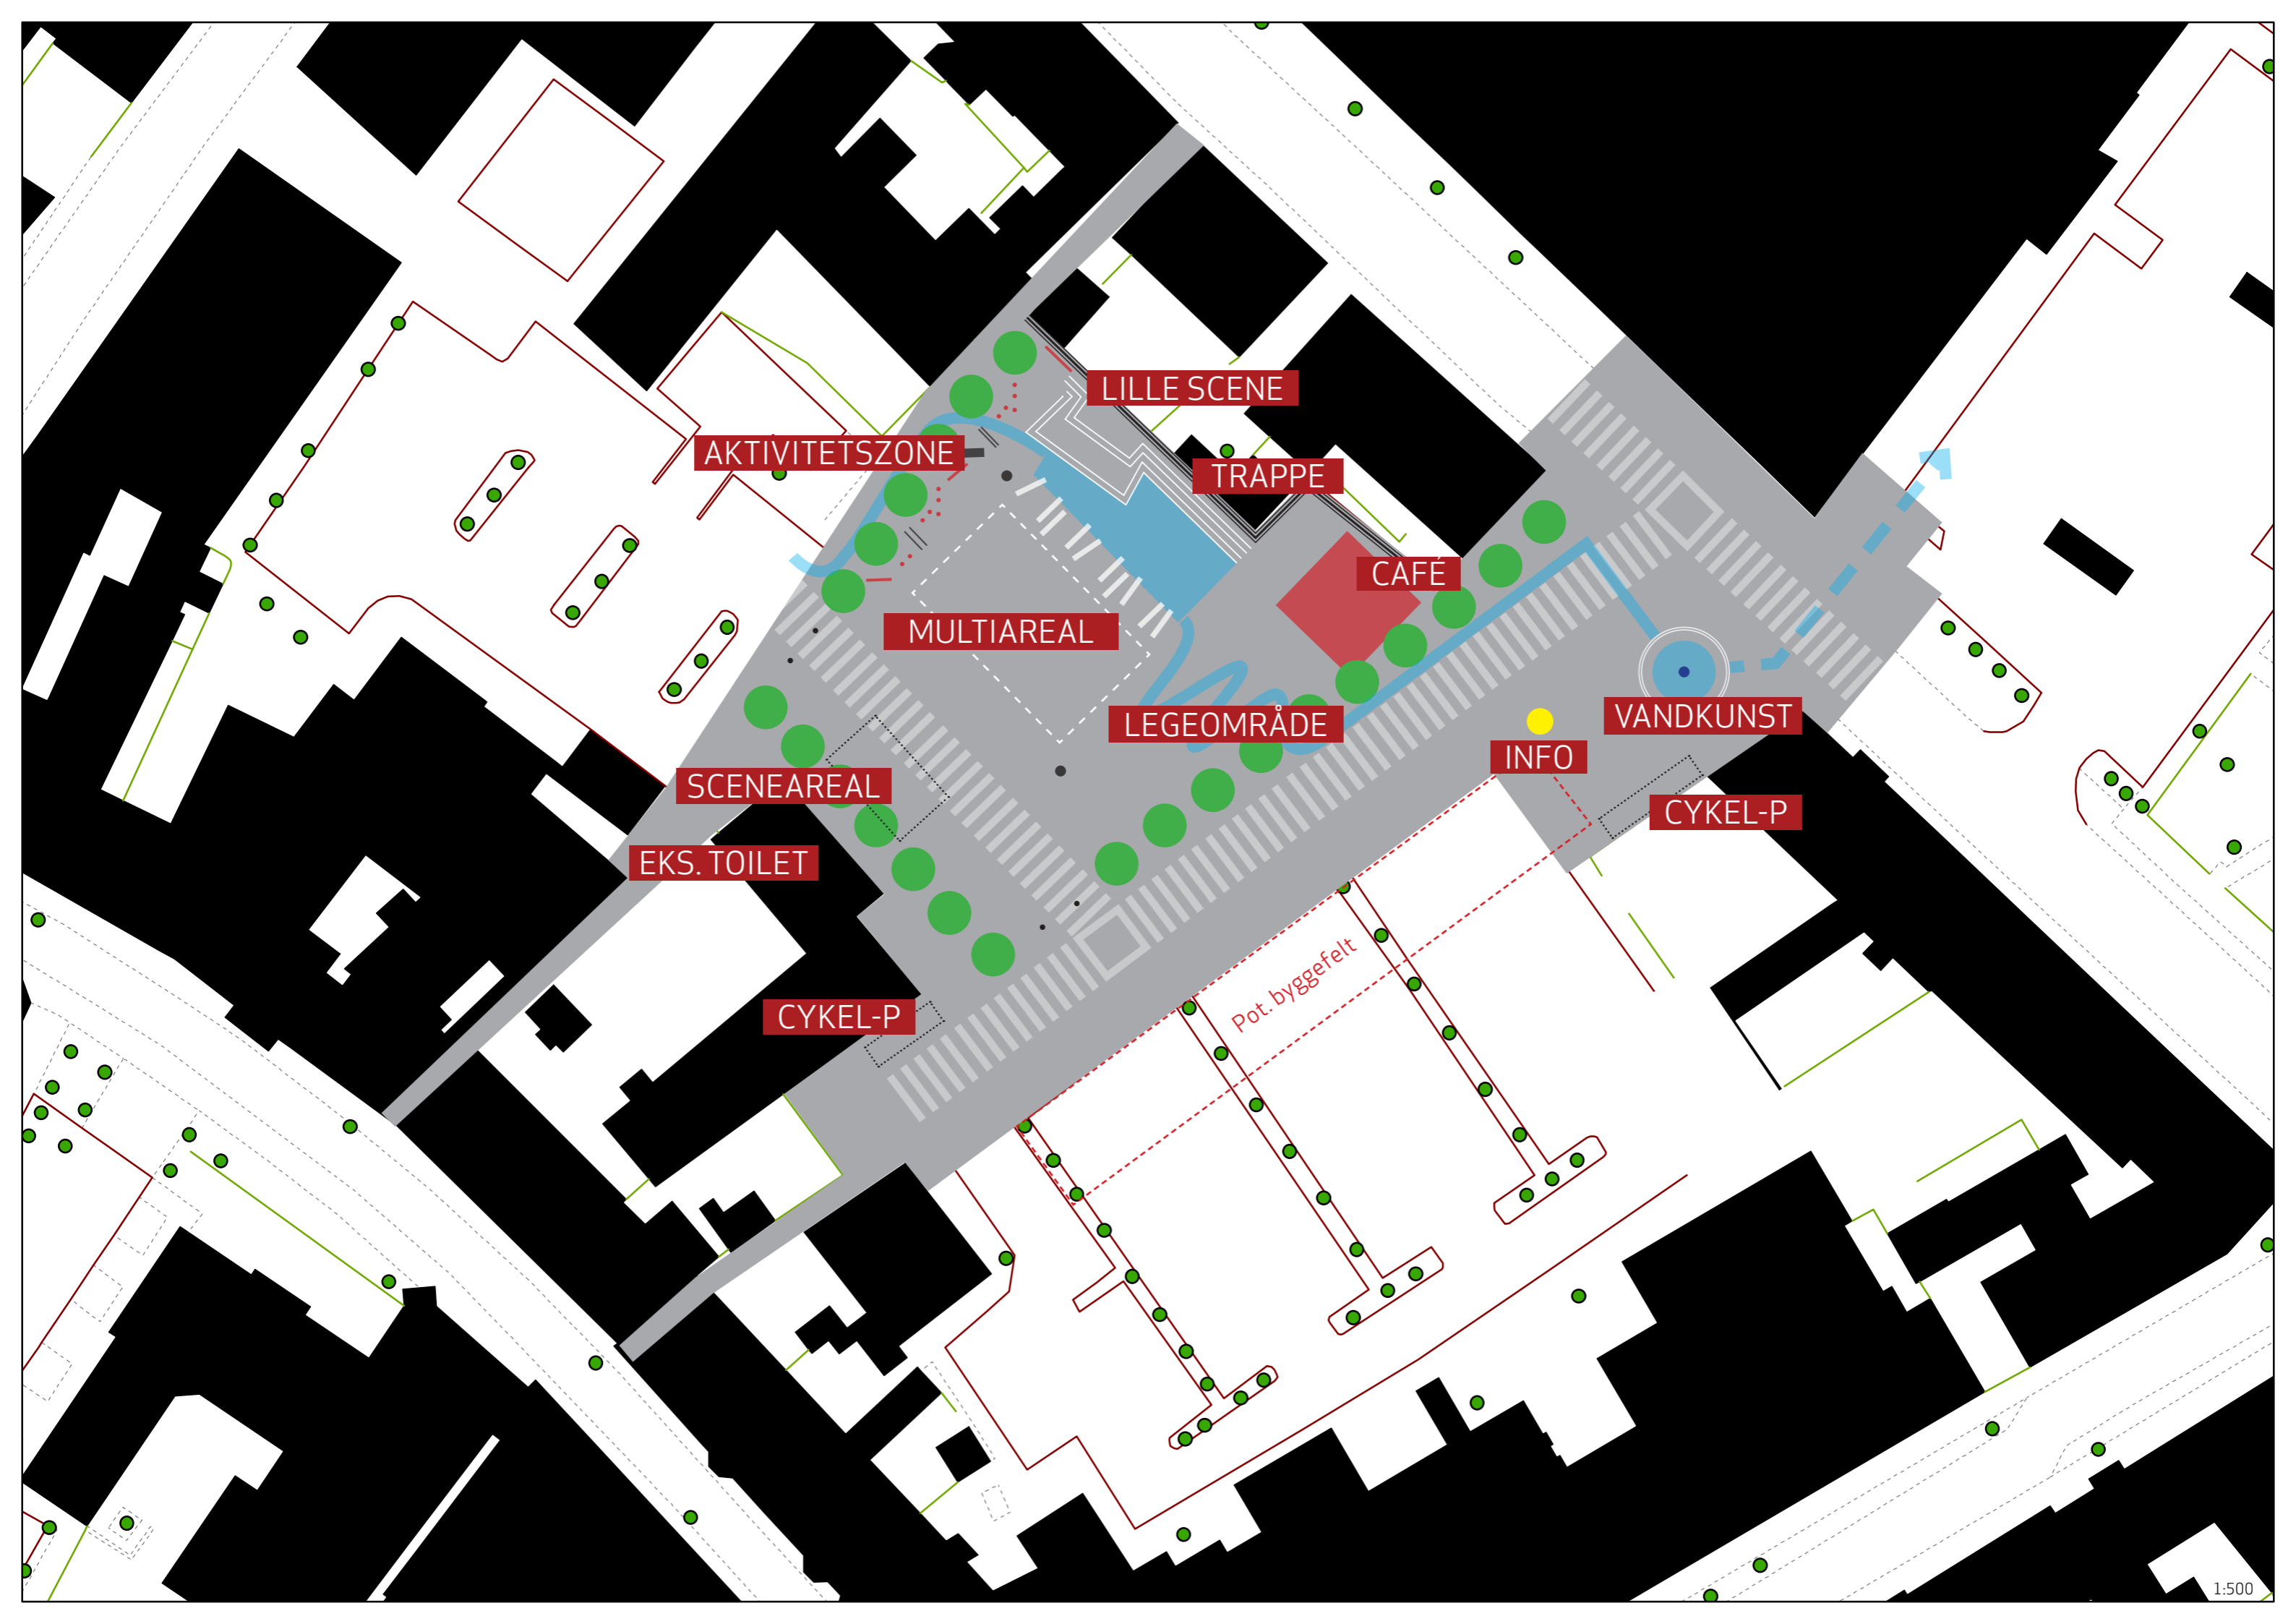 LILLE SCENE
AKTIVITETSZONE
TRAPPE
CAFÉ
MULTIAREAL
LEGEOMRÅDE
VANDKUNST
INFO
SCENEAREAL
CYKEL-P
EKS. TOILET
CYKEL-P
Pot. byggefelt
1:500